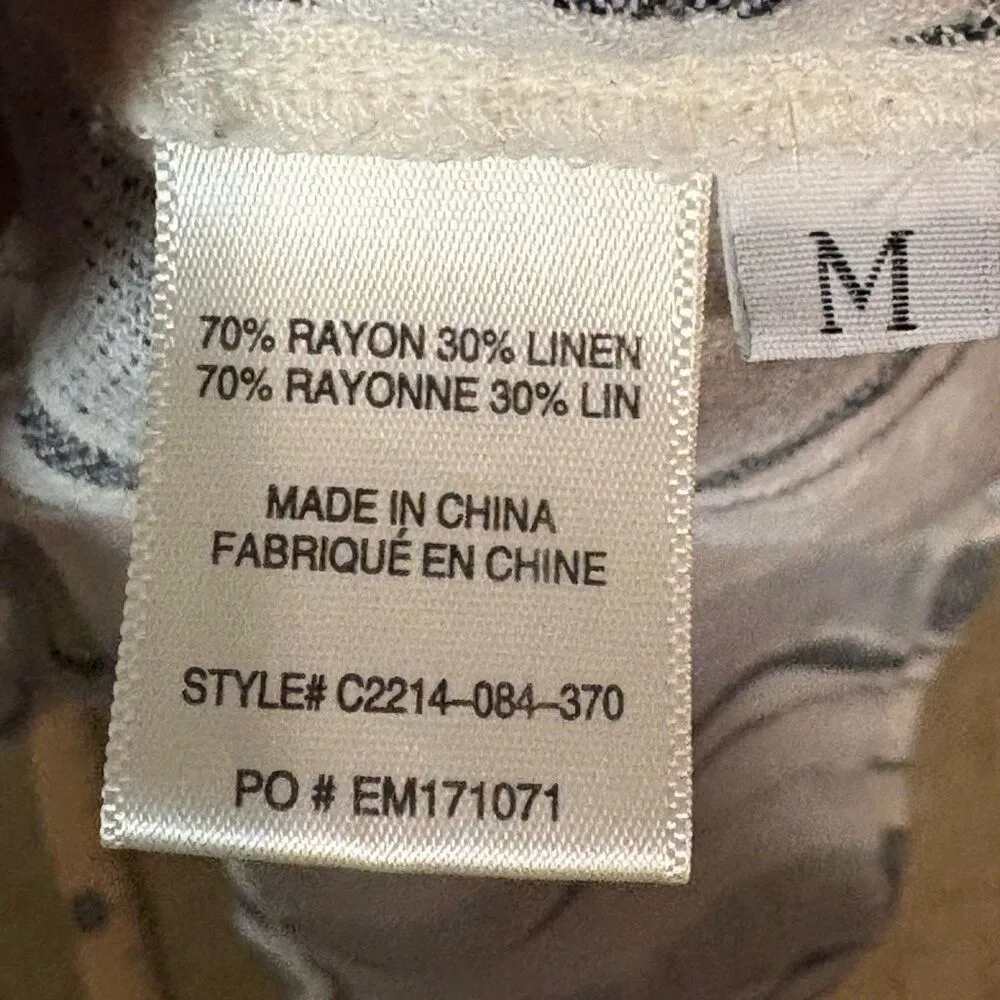 70% RAYON 30% LINEN
70% RAYONNE 30% LIN
MADE IN CHINA
FABRIQUÉ EN CHINE
STYLE# C2214-084-370
PO # EM171071
M